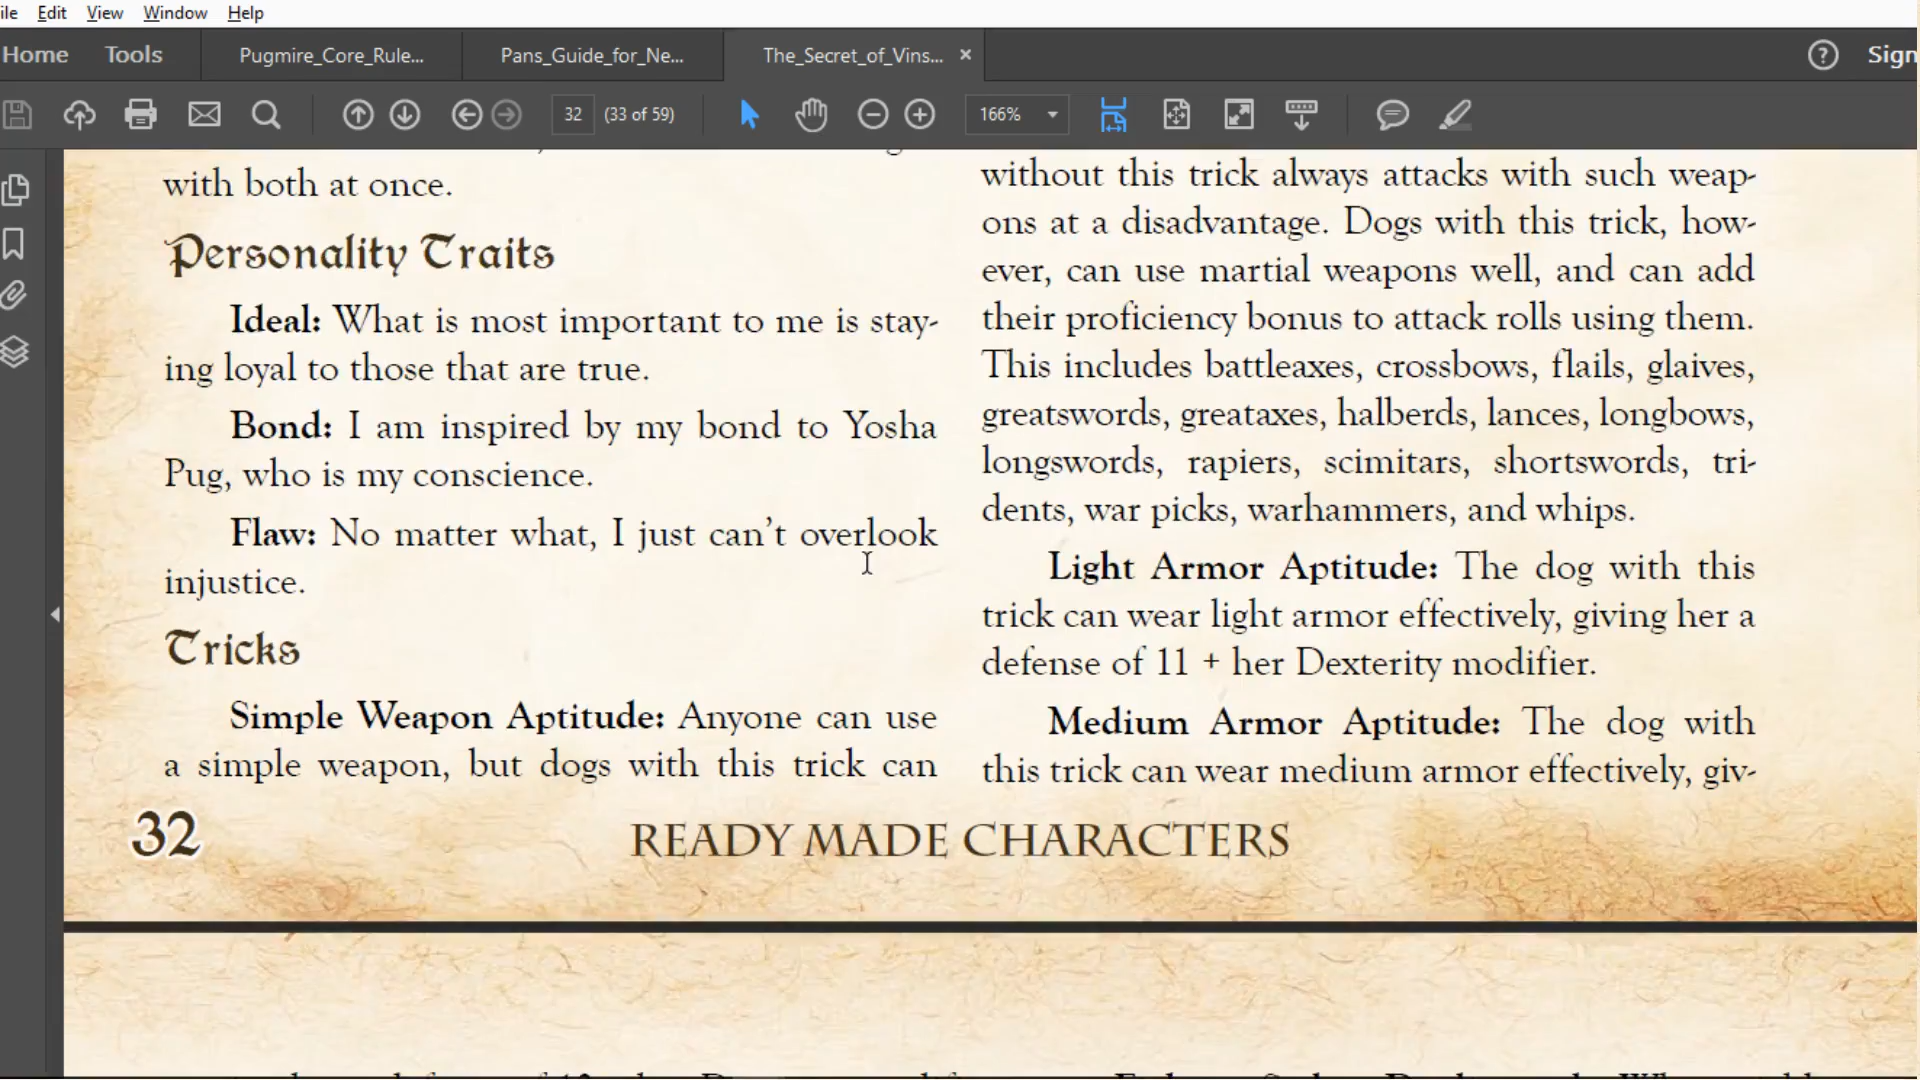 ile Edit View Window Help
Home Tools Pugmire_Core_Rule... Pans_Guide_for_Ne... The_Secret_of_Vins... × ? Sign
32 (33 of 59) 166%
with both at once.
Personality Traits
Ideal: What is most important to me is stay-
ing loyal to those that are true.
Bond: I am inspired by my bond to Yosha
Pug, who is my conscience.
Flaw: No matter what, I just can't overlook
injustice.
Tricks
Simple Weapon Aptitude: Anyone can use
a simple weapon, but dogs with this trick can
without this trick always attacks with such weap-
ons at a disadvantage. Dogs with this trick, how-
ever, can use martial weapons well, and can add
their proficiency bonus to attack rolls using them.
This includes battleaxes, crossbows, flails, glaives,
greatswords, greataxes, halberds, lances, longbows,
longswords, rapiers, scimitars, shortswords, tri-
dents, war picks, warhammers, and whips.
Light Armor Aptitude: The dog with this
trick can wear light armor effectively, giving her a
defense of 11 + her Dexterity modifier.
Medium Armor Aptitude: The dog with
this trick can wear medium armor effectively, giv-
32 READY MADE CHARACTERS